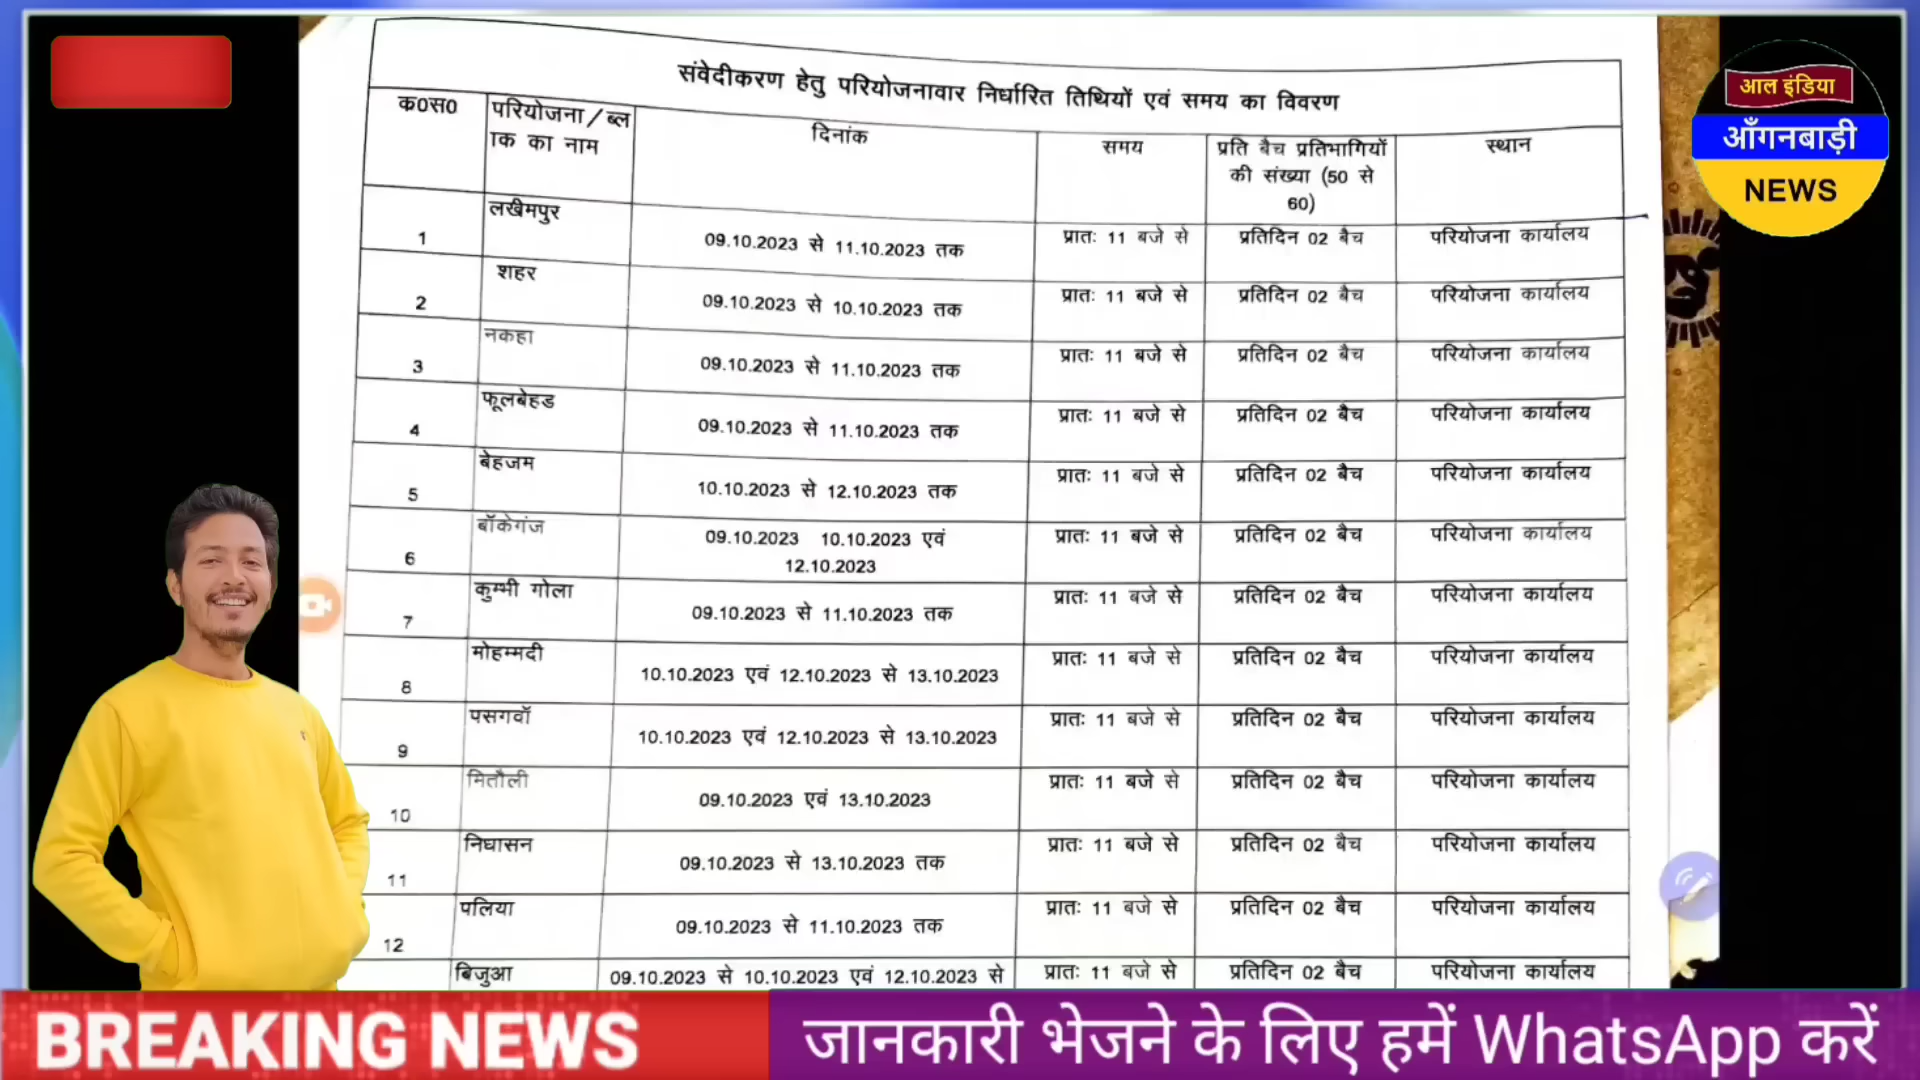 संवेदीकरण हेतु परियोजनावार निर्धारित तिथियों एवं समय का विवरण
क0स0 परियोजना/ब्लाक का नाम दिनांक समय प्रति बैच प्रतिभागियों की संख्या (50 से 60) स्थान
1 लखीमपुर 09.10.2023 से 11.10.2023 तक प्रातः 11 बजे से प्रतिदिन 02 बैच परियोजना कार्यालय
2 शहर 09.10.2023 से 10.10.2023 तक प्रातः 11 बजे से प्रतिदिन 02 बैच परियोजना कार्यालय
3 नकहा 09.10.2023 से 11.10.2023 तक प्रातः 11 बजे से प्रतिदिन 02 बैच परियोजना कार्यालय
4 फूलबेहड 09.10.2023 से 11.10.2023 तक प्रातः 11 बजे से प्रतिदिन 02 बैच परियोजना कार्यालय
5 बेहजम 10.10.2023 से 12.10.2023 तक प्रातः 11 बजे से प्रतिदिन 02 बैच परियोजना कार्यालय
6 बॉकेगंज 09.10.2023 10.10.2023 एवं 12.10.2023 प्रातः 11 बजे से प्रतिदिन 02 बैच परियोजना कार्यालय
7 कुम्भी गोला 09.10.2023 से 11.10.2023 तक प्रातः 11 बजे से प्रतिदिन 02 बैच परियोजना कार्यालय
8 मोहम्मदी 10.10.2023 एवं 12.10.2023 से 13.10.2023 प्रातः 11 बजे से प्रतिदिन 02 बैच परियोजना कार्यालय
9 पसगवॉ 10.10.2023 एवं 12.10.2023 से 13.10.2023 प्रातः 11 बजे से प्रतिदिन 02 बैच परियोजना कार्यालय
10 मितौली 09.10.2023 एवं 13.10.2023 प्रातः 11 बजे से प्रतिदिन 02 बैच परियोजना कार्यालय
11 निघासन 09.10.2023 से 13.10.2023 तक प्रातः 11 बजे से प्रतिदिन 02 बैच परियोजना कार्यालय
12 पलिया 09.10.2023 से 11.10.2023 तक प्रातः 11 बजे से प्रतिदिन 02 बैच परियोजना कार्यालय
बिजुआ 09.10.2023 से 10.10.2023 एवं 12.10.2023 से प्रातः 11 बजे से प्रतिदिन 02 बैच परियोजना कार्यालय
आल इंडिया
आँगनबाड़ी
NEWS
BREAKING NEWS
जानकारी भेजने के लिए हमें WhatsApp करें